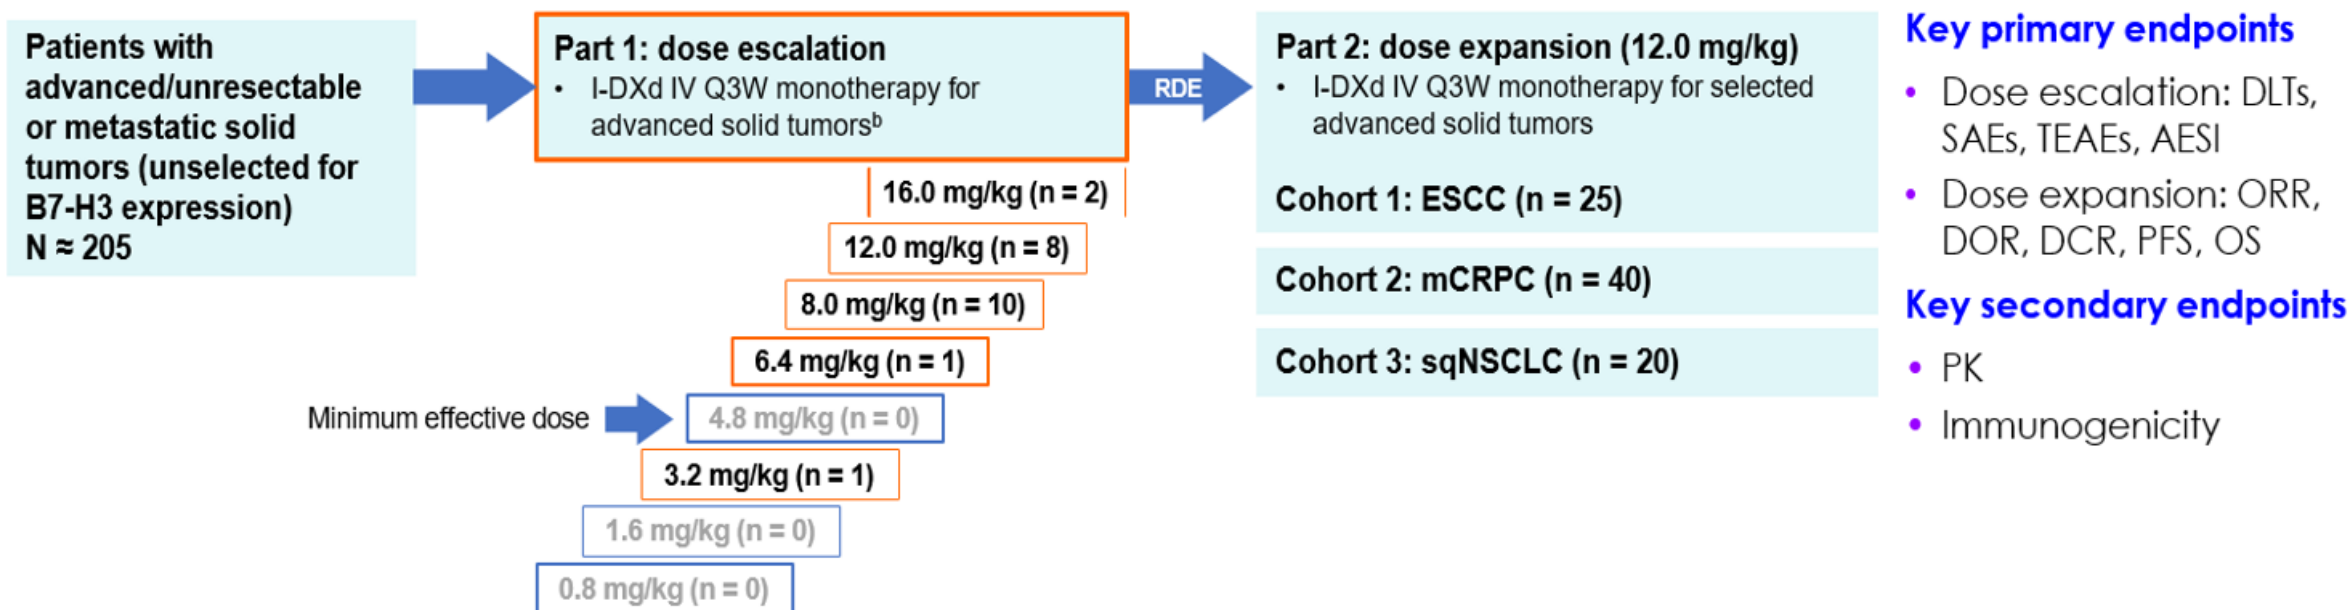 Patients with
advanced/unresectable
or metastatic solid
tumors (unselected for
B7-H3 expression)
N ≈ 205
Part 1: dose escalation
• I-DXd IV Q3W monotherapy for
advanced solid tumorsᵇ
RDE
16.0 mg/kg (n = 2)
12.0 mg/kg (n = 8)
8.0 mg/kg (n = 10)
6.4 mg/kg (n = 1)
Minimum effective dose
4.8 mg/kg (n = 0)
3.2 mg/kg (n = 1)
1.6 mg/kg (n = 0)
0.8 mg/kg (n = 0)
Part 2: dose expansion (12.0 mg/kg)
• I-DXd IV Q3W monotherapy for selected
advanced solid tumors
Cohort 1: ESCC (n = 25)
Cohort 2: mCRPC (n = 40)
Cohort 3: sqNSCLC (n = 20)
Key primary endpoints
• Dose escalation: DLTs,
SAEs, TEAEs, AESI
• Dose expansion: ORR,
DOR, DCR, PFS, OS
Key secondary endpoints
• PK
• Immunogenicity